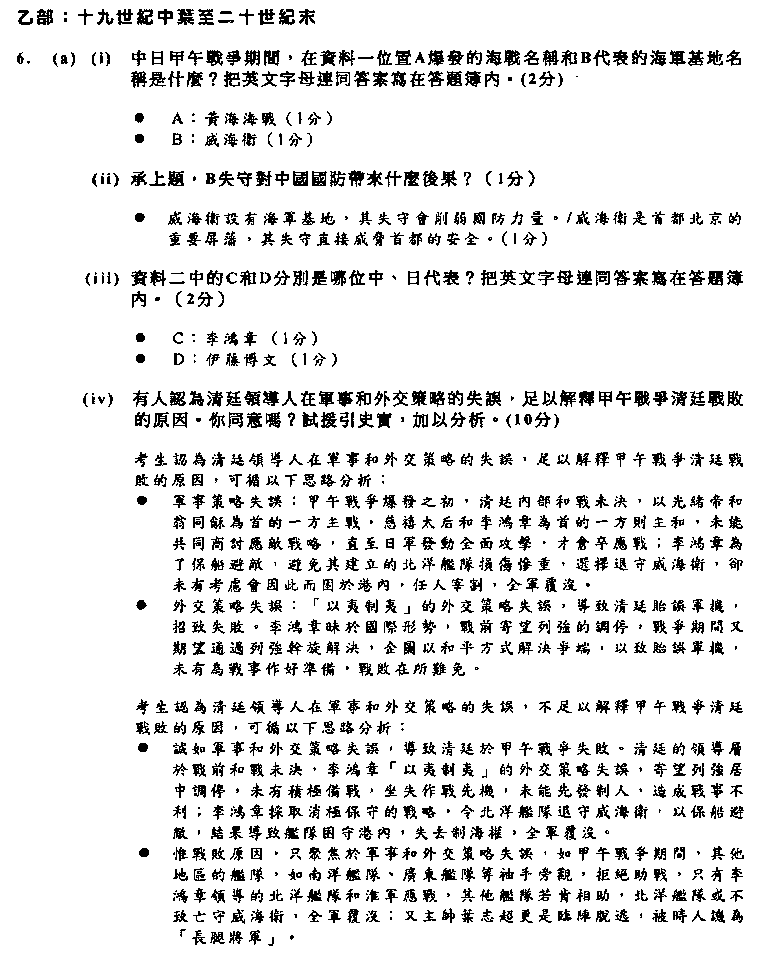 乙部：十九世紀中葉至二十世紀末
6. (a) (i) 中日甲午戰爭期間，在資料一位置A爆發的海戰名稱和B代表的海軍基地名
稱是什麼？把英文字母連同答案寫在答題簿內。(2分)
● A：黃海海戰（1分）
● B：威海衛（1分）
(ii) 承上題，B失守對中國國防帶來什麼後果？（1分）
● 威海衛設有海軍基地，其失守會削弱國防力量。/威海衛是首都北京的
重要屏藩，其失守直接威脅首都的安全。(1分）
(iii) 資料二中的C和D分別是哪位中、日代表？把英文字母連同答案寫在答題簿
內。（2分）
● C：李鴻章（1分）
● D：伊藤博文（1分）
(iv) 有人認為清廷領導人在軍事和外交策略的失誤，足以解釋甲午戰爭清廷戰敗
的原因。你同意嗎？試援引史實，加以分析。(10分)
考生認為清廷領導人在軍事和外交策略的失誤，足以解釋甲午戰爭清廷戰
敗的原因，可循以下思路分析：
● 軍事策略失誤：甲午戰爭爆發之初，清廷內部和戰未決，以光緒帝和
翁同龢為首的一方主戰，慈禧太后和李鴻章為首的一方則主和，未能
共同商討應敵戰略，直至日軍發動全面攻擊，才倉卒應戰；李鴻章為
了保船避敵，避免其建立的北洋艦隊損傷慘重，選擇退守威海衛，卻
未有考慮會因此而困於港內，任人宰割，全軍覆沒。
● 外交策略失誤：「以夷制夷」的外交策略失誤，導致清廷貽誤軍機，
招致失敗。李鴻章昧於國際形勢，戰前寄望列強的調停，戰爭期間又
期望通過列強斡旋解決，企圖以和平方式解決爭端，以致貽誤軍機，
未有為戰事作好準備，戰敗在所難免。
考生認為清廷領導人在軍事和外交策略的失誤，不足以解釋甲午戰爭清廷
戰敗的原因，可循以下思路分析：
● 誠如軍事和外交策略失誤，導致清廷於甲午戰爭失敗。清廷的領導層
於戰前和戰未決，李鴻章「以夷制夷」的外交策略失誤，寄望列強居
中調停，未有積極備戰，坐失作戰先機，未能先發制人，造成戰事不
利；李鴻章採取消極保守的戰略，令北洋艦隊退守威海衛，以保船避
敵，結果導致艦隊困守港內，失去制海權，全軍覆沒。
● 惟戰敗原因，只聚焦於軍事和外交策略失誤，如甲午戰爭期間，其他
地區的艦隊，如南洋艦隊、廣東艦隊等袖手旁觀，拒絕助戰，只有李
鴻章領導的北洋艦隊和淮軍應戰，其他艦隊若肯相助，北洋艦隊或不
致亡守威海衛，全軍覆沒；又主帥葉志超更是臨陣脫逃，被時人譏為
「長腿將軍」。